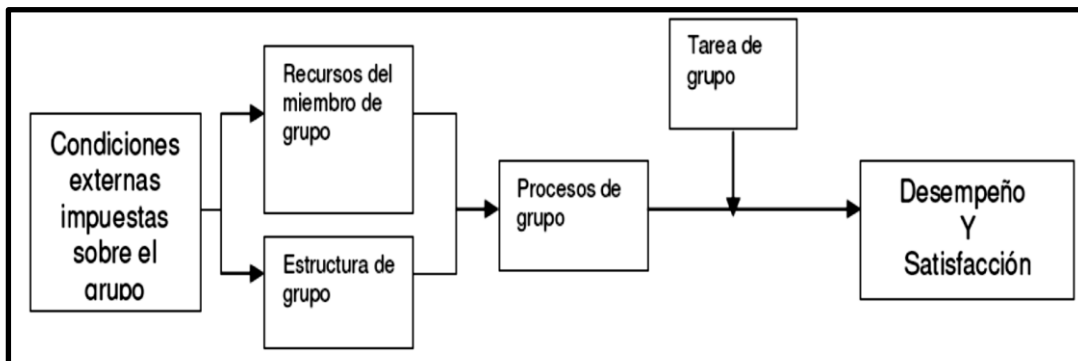 Condiciones
externas
impuestas
sobre el
grupo
Recursos del
miembro de
grupo
Estructura de
grupo
Procesos de
grupo
Tarea de
grupo
Desempeño
Y
Satisfacción